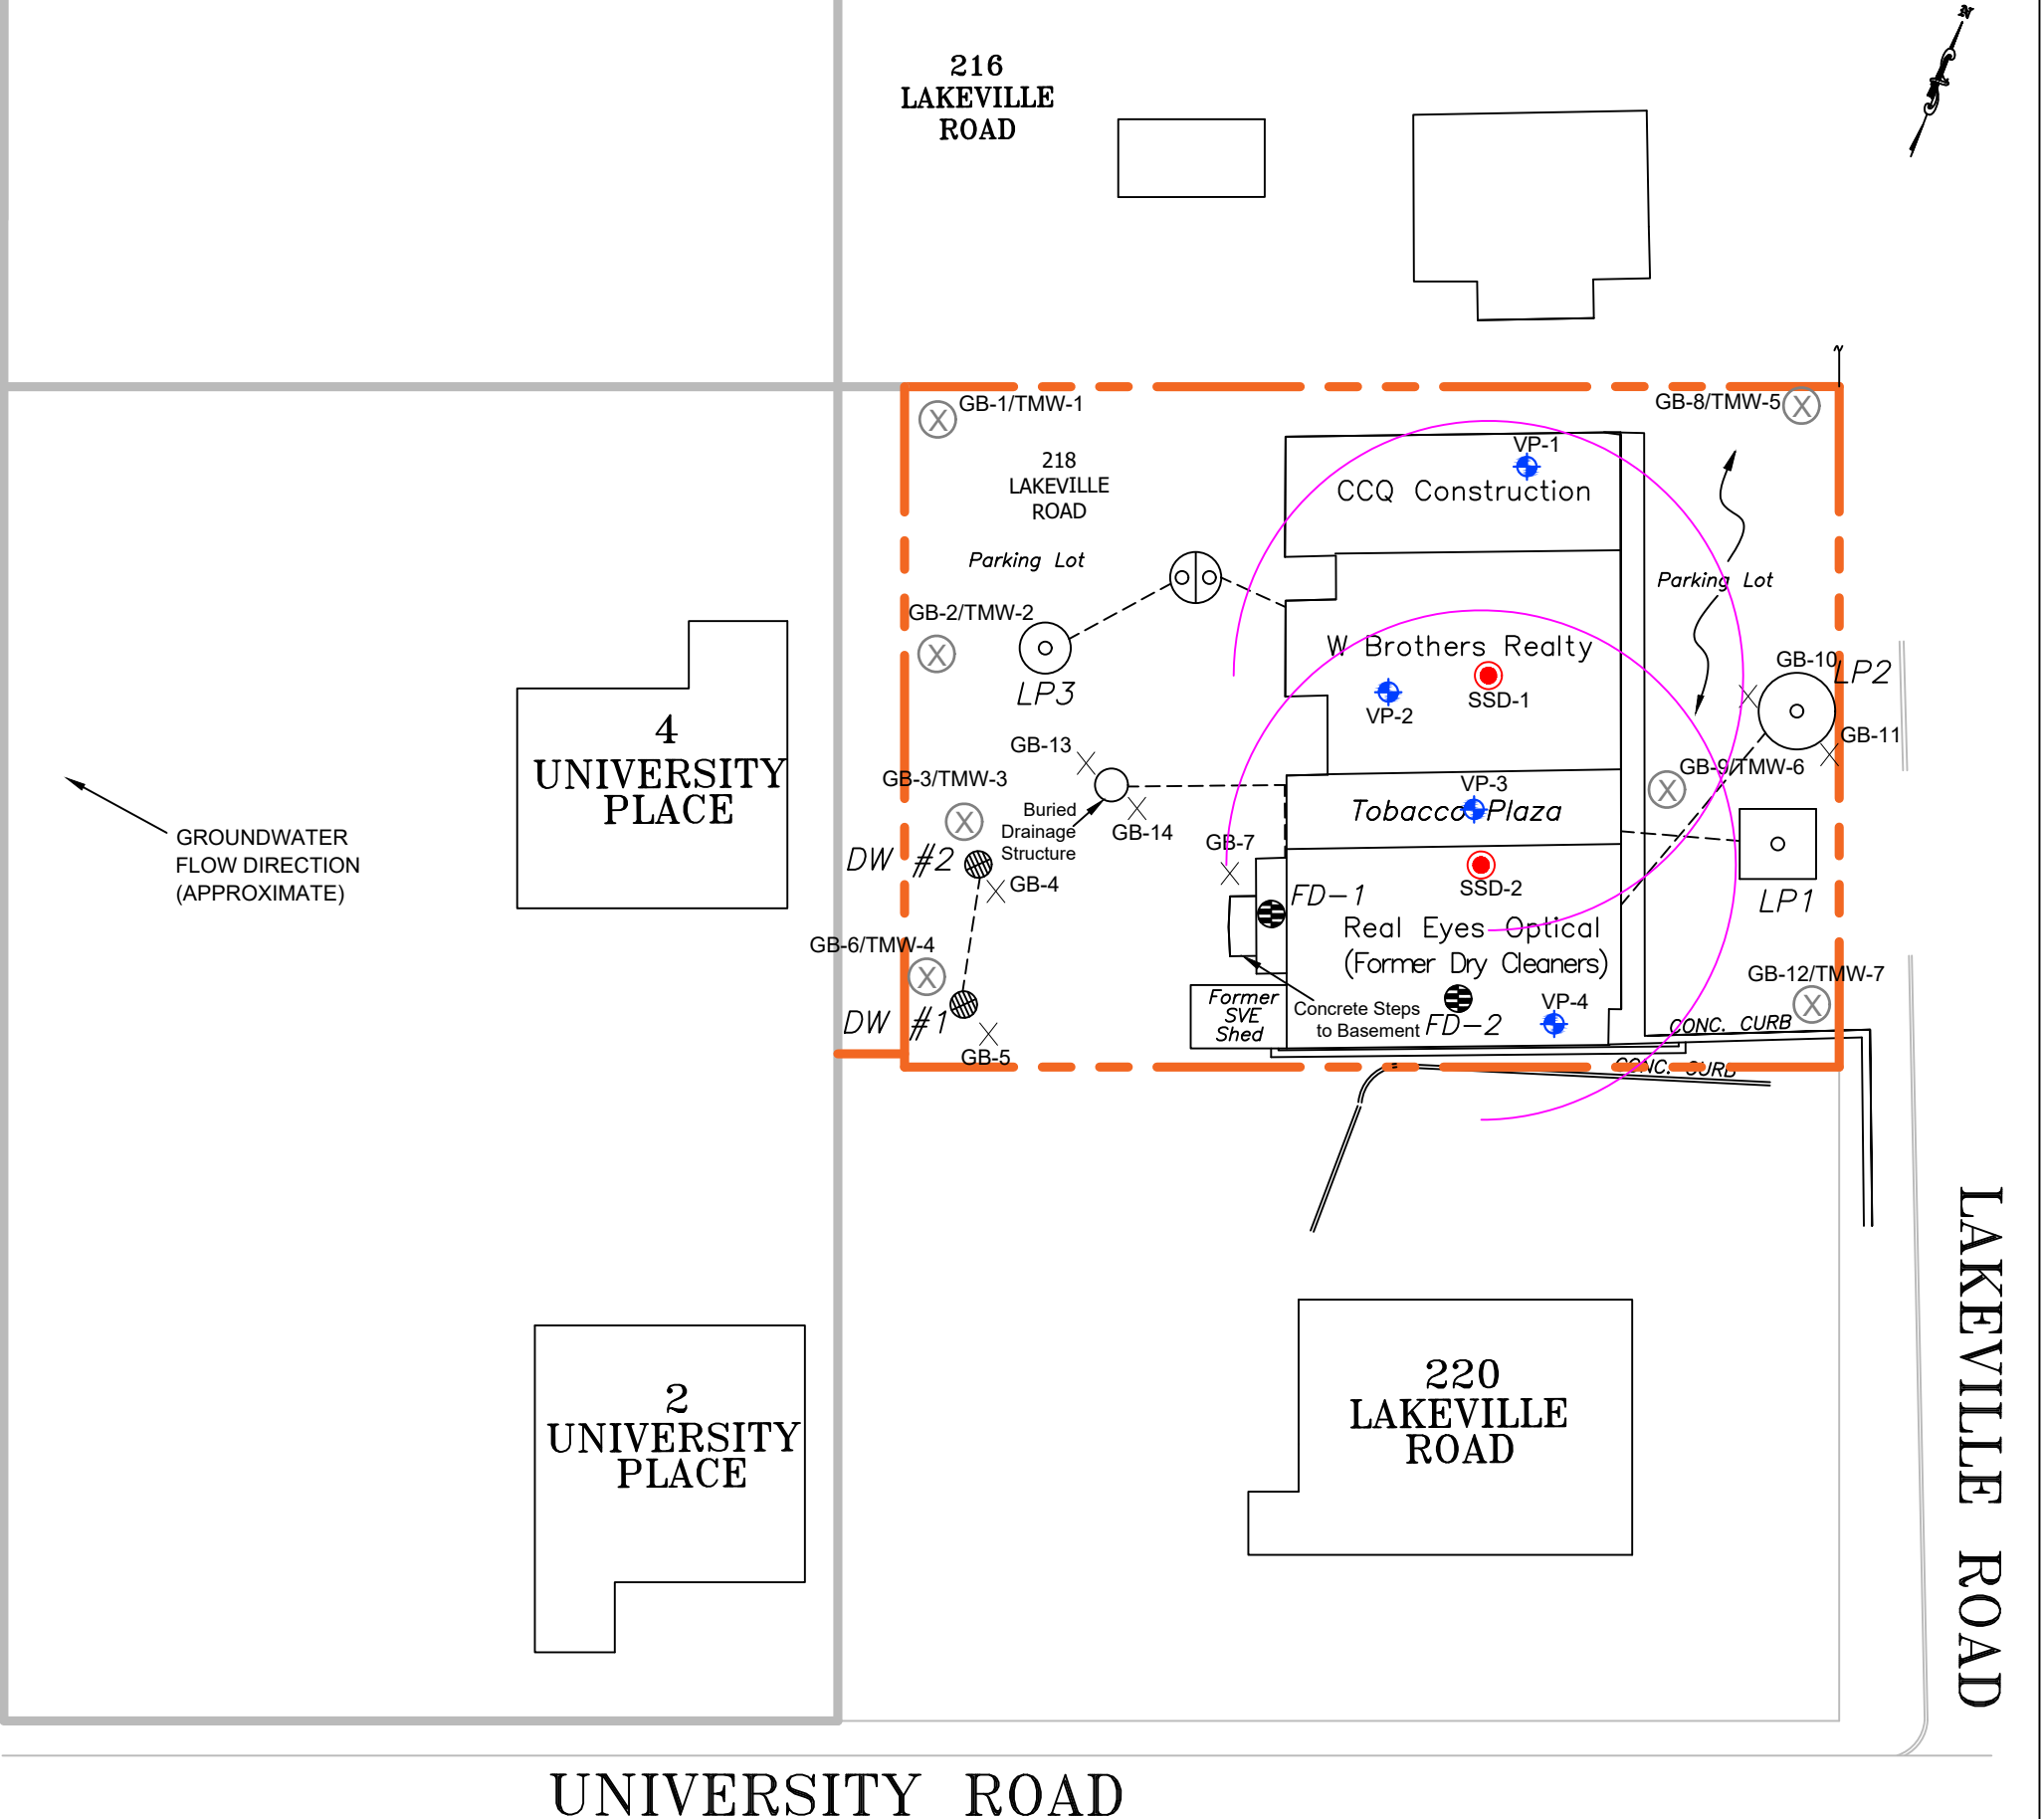 N
216
LAKEVILLE
ROAD
GB-1/TMW-1
GB-8/TMW-5
218
LAKEVILLE
ROAD
VP-1
CCQ Construction
Parking Lot
Parking Lot
GB-2/TMW-2
LP3
W Brothers Realty
SSD-1
VP-2
GB-10
LP2
GB-11
4
UNIVERSITY
PLACE
GB-13
GB-3/TMW-3
GB-9/TMW-6
VP-3
Tobacco Plaza
Buried
Drainage
Structure
GB-14
GROUNDWATER
FLOW DIRECTION
(APPROXIMATE)
DW #2
GB-4
GB-7
SSD-2
FD-1
LP1
Real Eyes Optical
(Former Dry Cleaners)
GB-6/TMW-4
GB-12/TMW-7
Former
SVE
Shed
Concrete Steps
to Basement
FD-2
VP-4
DW #1
GB-5
CONC. CURB
CONC. CURB
220
LAKEVILLE
ROAD
2
UNIVERSITY
PLACE
LAKEVILLE ROAD
UNIVERSITY ROAD
X
X
X
X
X
X
X